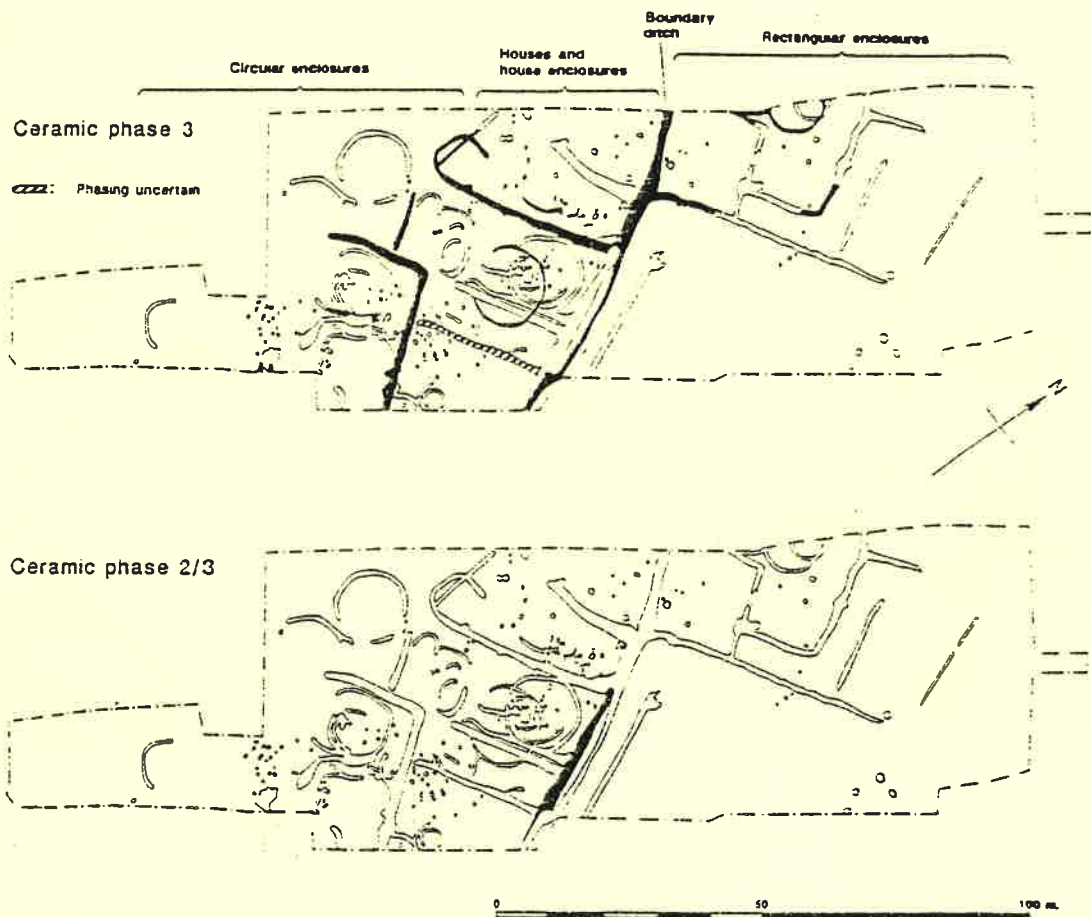 Boundary
ditch
Rectangular enclosures
Houses and
house enclosures
Circular enclosures
Ceramic phase 3
Phasing uncertain
N
Ceramic phase 2/3
0 50 100 m.